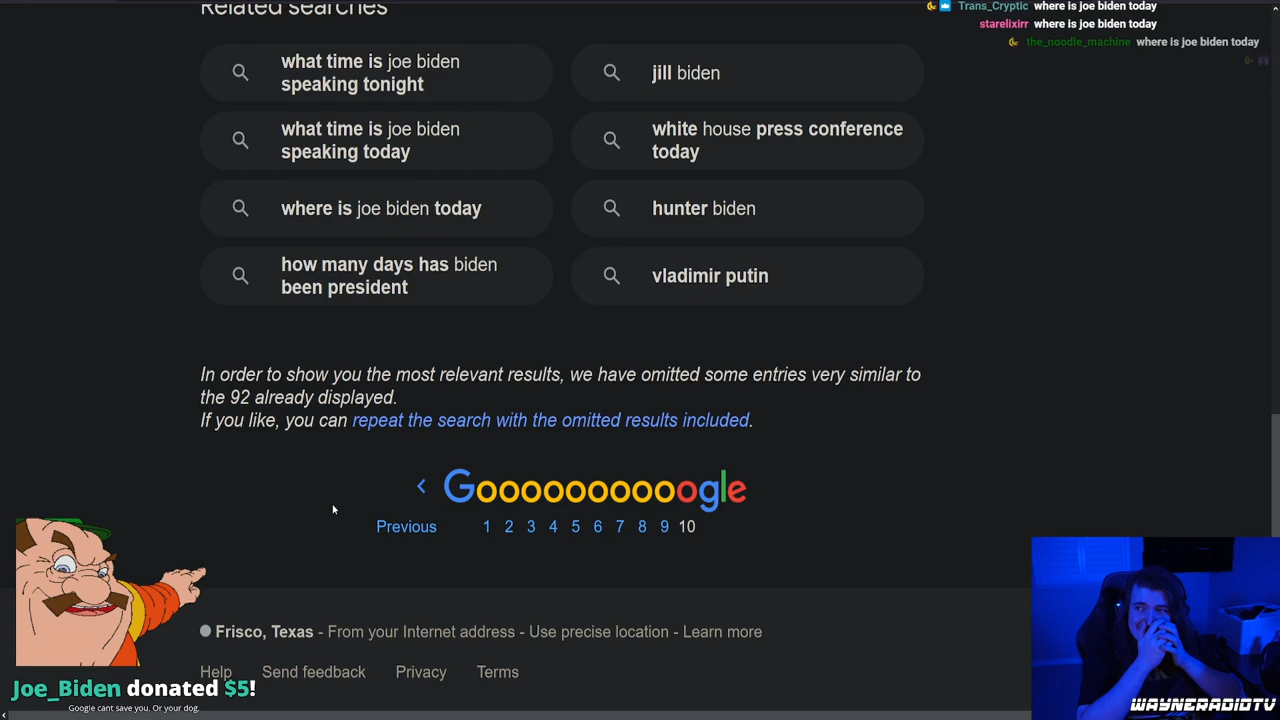 Related searches
Trans_Cryptic where is joe biden today
starelixirr where is joe biden today
the_noodle_machine where is joe biden today
what time is joe biden
speaking tonight
jill biden
what time is joe biden
speaking today
white house press conference
today
where is joe biden today
hunter biden
how many days has biden
been president
vladimir putin
In order to show you the most relevant results, we have omitted some entries very similar to
the 92 already displayed.
If you like, you can repeat the search with the omitted results included.
Goooooooooogle
Previous 1 2 3 4 5 6 7 8 9 10
Frisco, Texas - From your Internet address - Use precise location - Learn more
Help Send feedback Privacy Terms
Joe_Biden donated $5!
Google cant save you. Or your dog.
WAYNERADIOTV